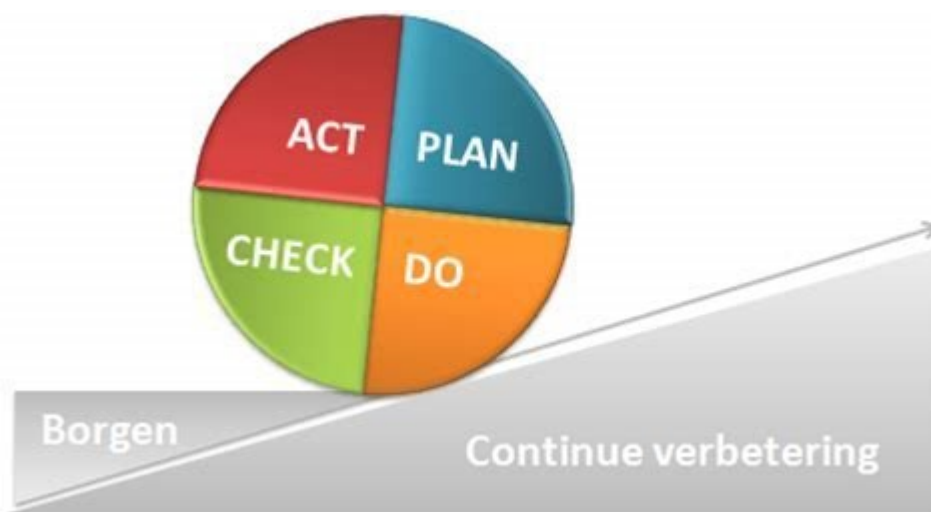 ACT
PLAN
CHECK
DO
Borgen
Continue verbetering